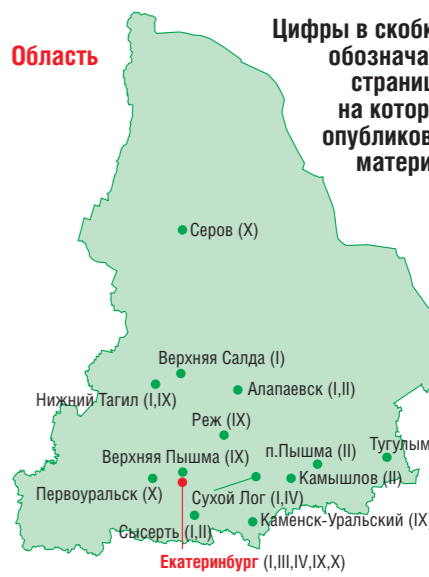 Область
Цифры в скобк
обознача
страниц
на котор
опубликов
матери
Серов (X)
Верхняя Салда (I)
Нижний Тагил (I,IX)
Алапаевск (I,II)
Реж (IX)
Верхняя Пышма (IX)
п.Пышма (II)
Тугулым
Первоуральск (X)
Сухой Лог (I,IV)
Камышлов (II)
Сысерть (I,II)
Каменск-Уральский (IX)
Екатеринбург (I,III,IV,IX,X)